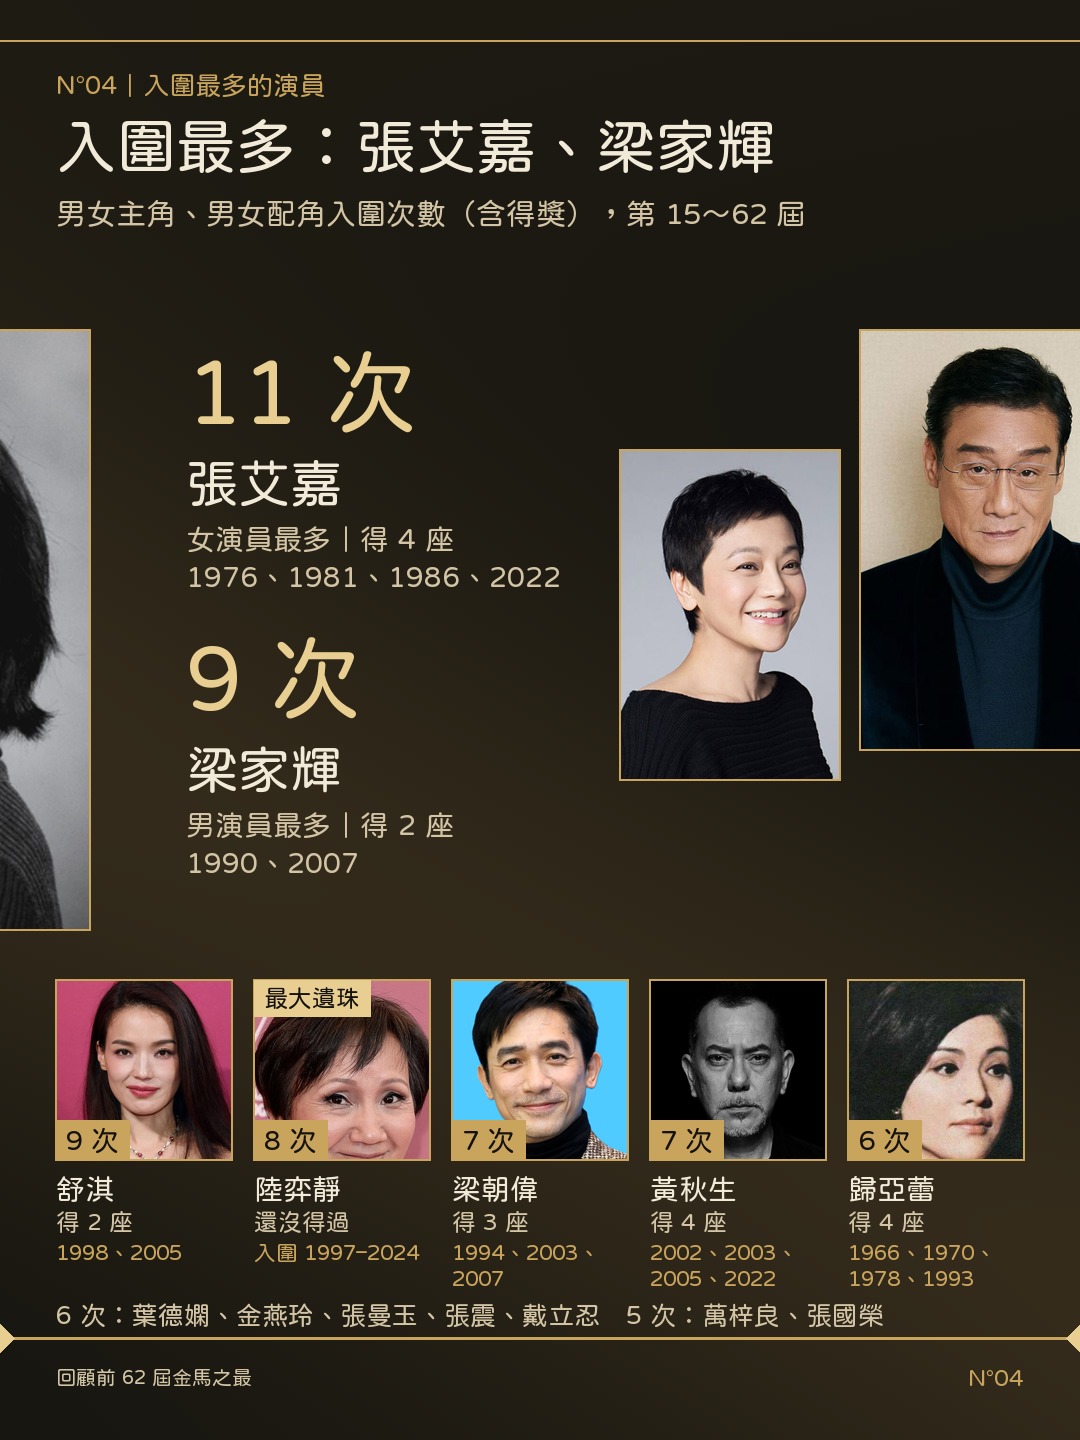 N°04｜入圍最多的演員
入圍最多：張艾嘉、梁家輝
男女主角、男女配角入圍次數（含得獎），第 15～62 屆
11 次
張艾嘉
女演員最多｜得 4 座
1976、1981、1986、2022
9 次
梁家輝
男演員最多｜得 2 座
1990、2007
9 次
舒淇
得 2 座
1998、2005
最大遺珠
8 次
陸弈靜
還沒得過
入圍 1997–2024
7 次
梁朝偉
得 3 座
1994、2003、
2007
7 次
黃秋生
得 4 座
2002、2003、
2005、2022
6 次
歸亞蕾
得 4 座
1966、1970、
1978、1993
6 次：葉德嫻、金燕玲、張曼玉、張震、戴立忍　5 次：萬梓良、張國榮
回顧前 62 屆金馬之最
N°04